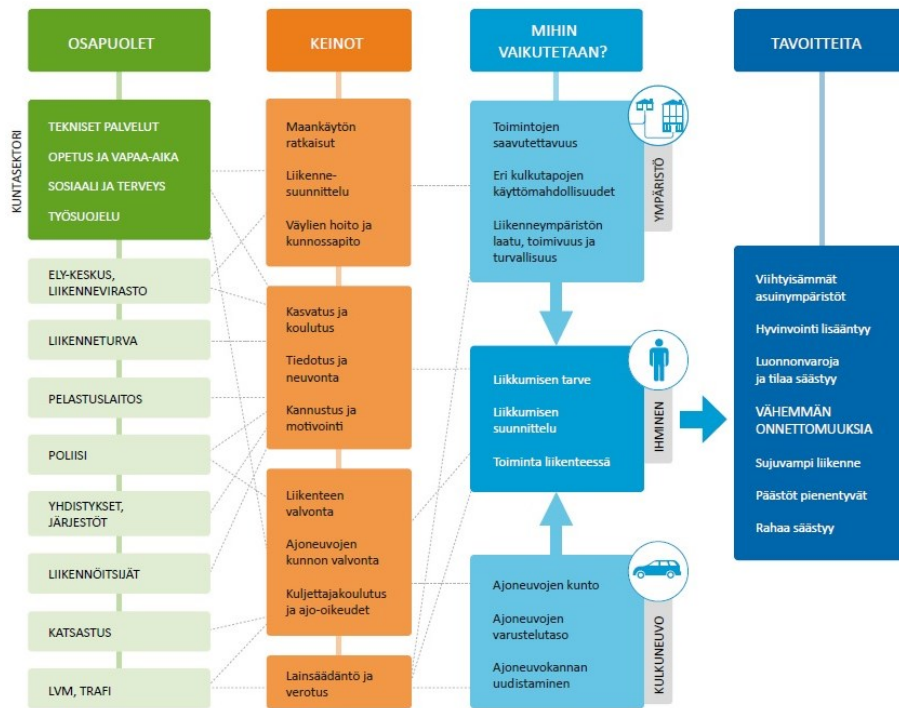 OSAPUOLET
KUNTASEKTORI
TEKNISET PALVELUT
OPETUS JA VAPAA-AIKA
SOSIAALI JA TERVEYS
TYÖSUOJELU
ELY-KESKUS,
LIIKENNEVIRASTO
LIIKENNETURVA
PELASTUSLAITOS
POLIISI
YHDISTYKSET,
JÄRJESTÖT
LIIKENNÖITSIJÄT
KATSASTUS
LVM, TRAFI
KEINOT
Maankäytön
ratkaisut
Liikenne-
suunnittelu
Väylien hoito ja
kunnossapito
Kasvatus ja
koulutus
Tiedotus ja
neuvonta
Kannustus ja
motivointi
Liikenteen
valvonta
Ajoneuvojen
kunnon valvonta
Kuljettajakoulutus
ja ajo-oikeudet
Lainsäädäntö ja
verotus
MIHIN
VAIKUTETAAN?
Toimintojen
saavutettavuus
Eri kulkutapojen
käyttömahdollisuudet
Liikenneympäristön
laatu, toimivuus ja
turvallisuus
YMPÄRISTÖ
Liikkumisen tarve
Liikkumisen
suunnittelu
Toiminta liikenteessä
IHMINEN
Ajoneuvojen kunto
Ajoneuvojen
varustelutaso
Ajoneuvokannan
uudistaminen
KULKUNEUVO
TAVOITTEITA
Viihtyisämmät
asuinympäristöt
Hyvinvointi lisääntyy
Luonnonvaroja
ja tilaa säästyy
VÄHEMMÄN
ONNETTOMUUKSIA
Sujuvampi liikenne
Päästöt pienentyvät
Rahaa säästyy